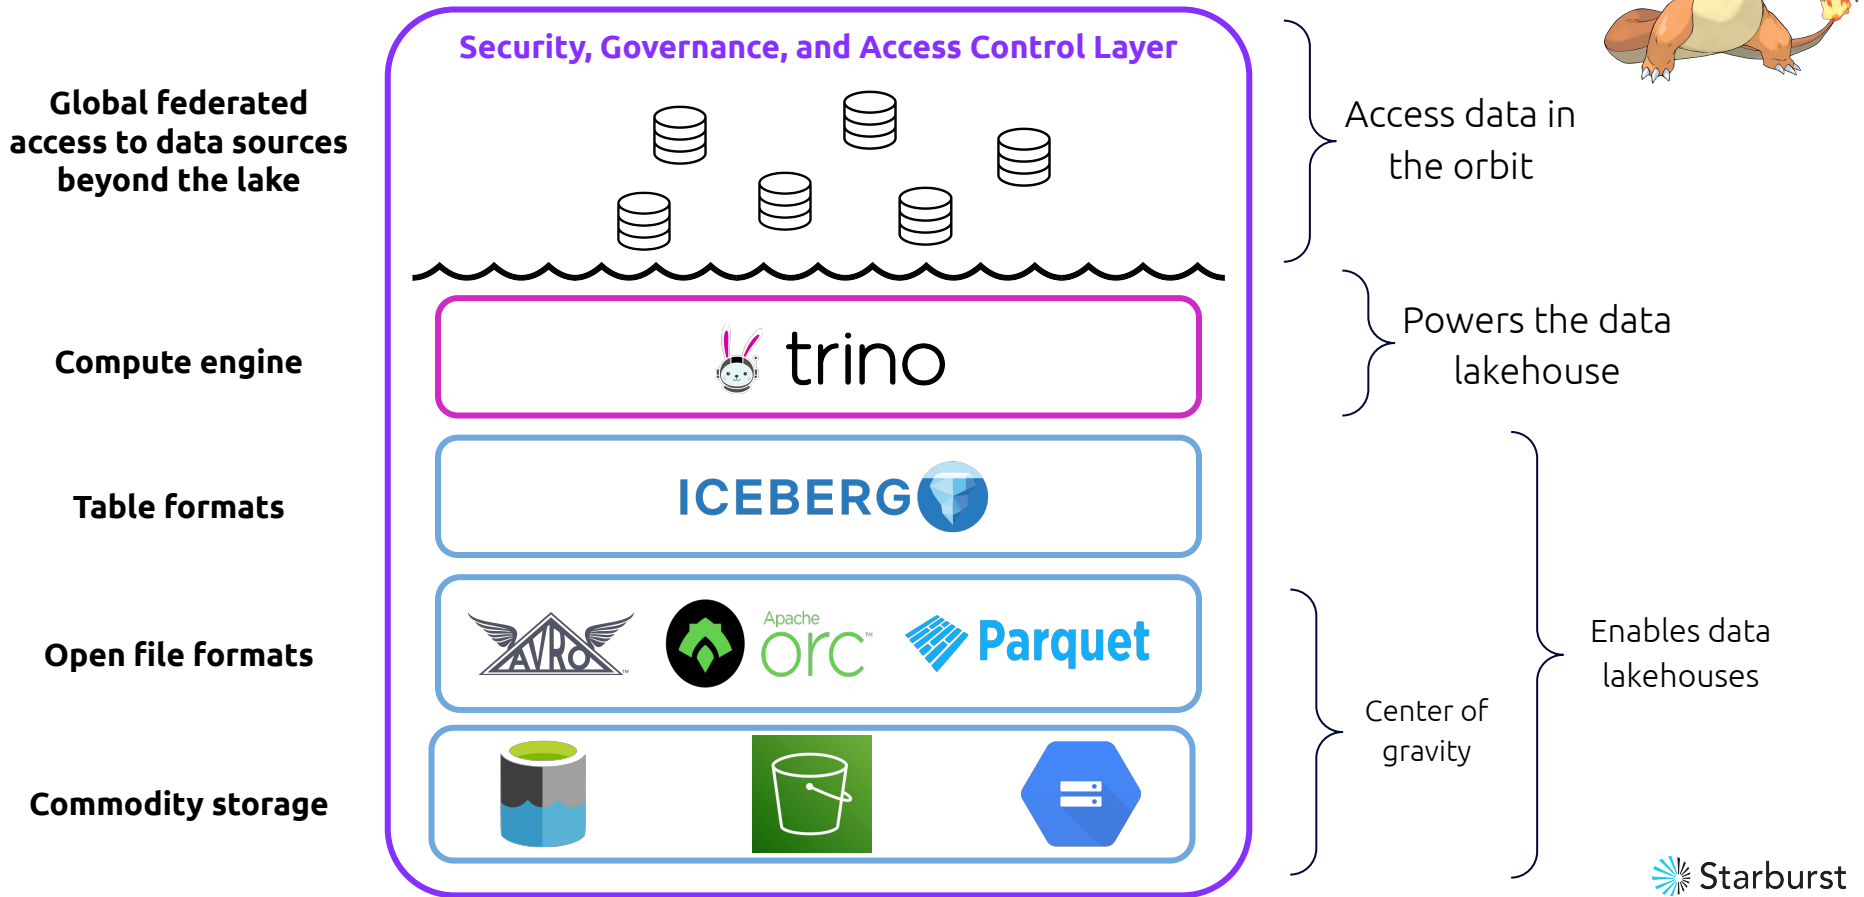 Security, Governance, and Access Control Layer
Global federated
access to data sources
beyond the lake
Access data in
the orbit
Compute engine
trino
Powers the data
lakehouse
Table formats
ICEBERG
Open file formats
AVRO™
Apache
orc™
Parquet
Enables data
lakehouses
Center of
gravity
Commodity storage
Starburst